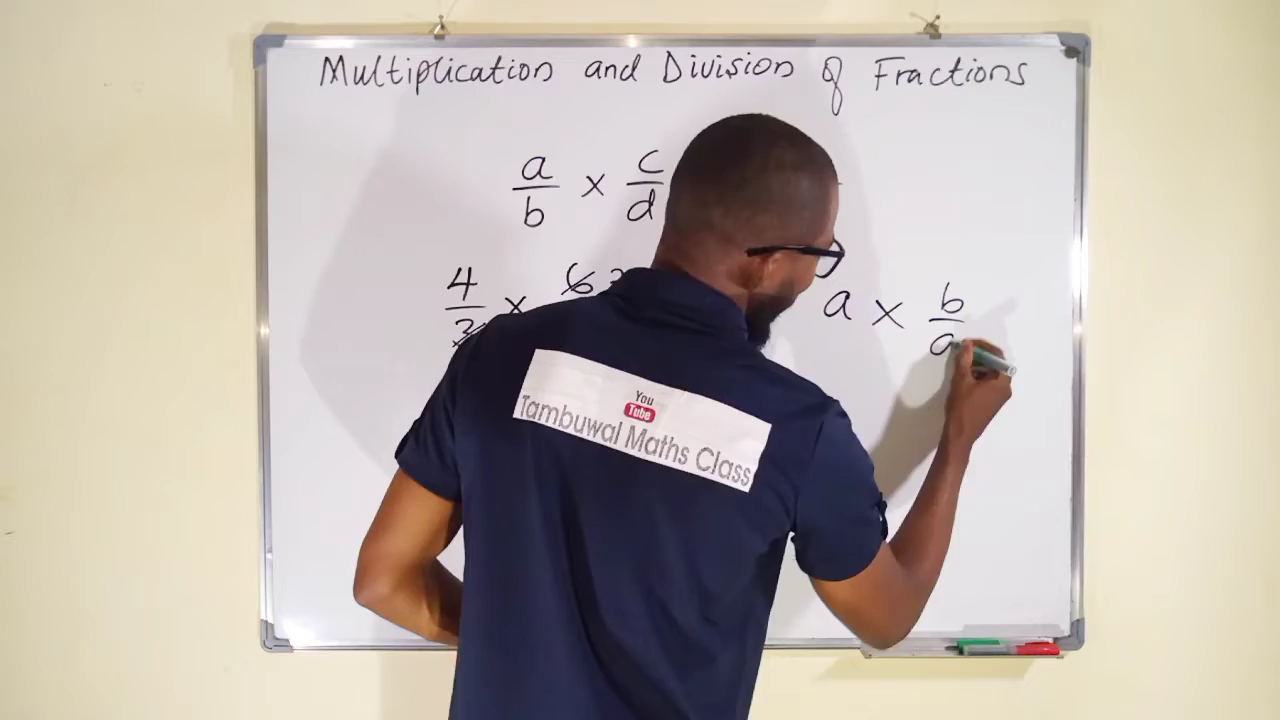 Multiplication and Division of Fractions
a/b × c/d
4/3 × 6 a × b/
You
Tube
Tambuwal Maths Class